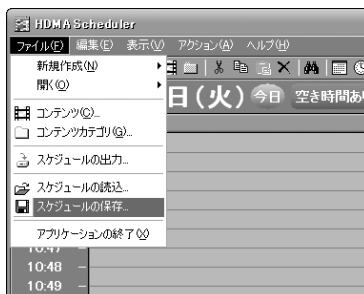 HDMA Scheduler
ファイル(F) 編集(E) 表示(V) アクション(A) ヘルプ(H)
新規作成(N)
開く(O)
日(火) 今日 空き時間あ
コンテンツ(C)...
コンテンツカテゴリ(G)...
スケジュールの出力...
スケジュールの読込...
スケジュールの保存...
アプリケーションの終了(X)
10:47
10:48
10:49